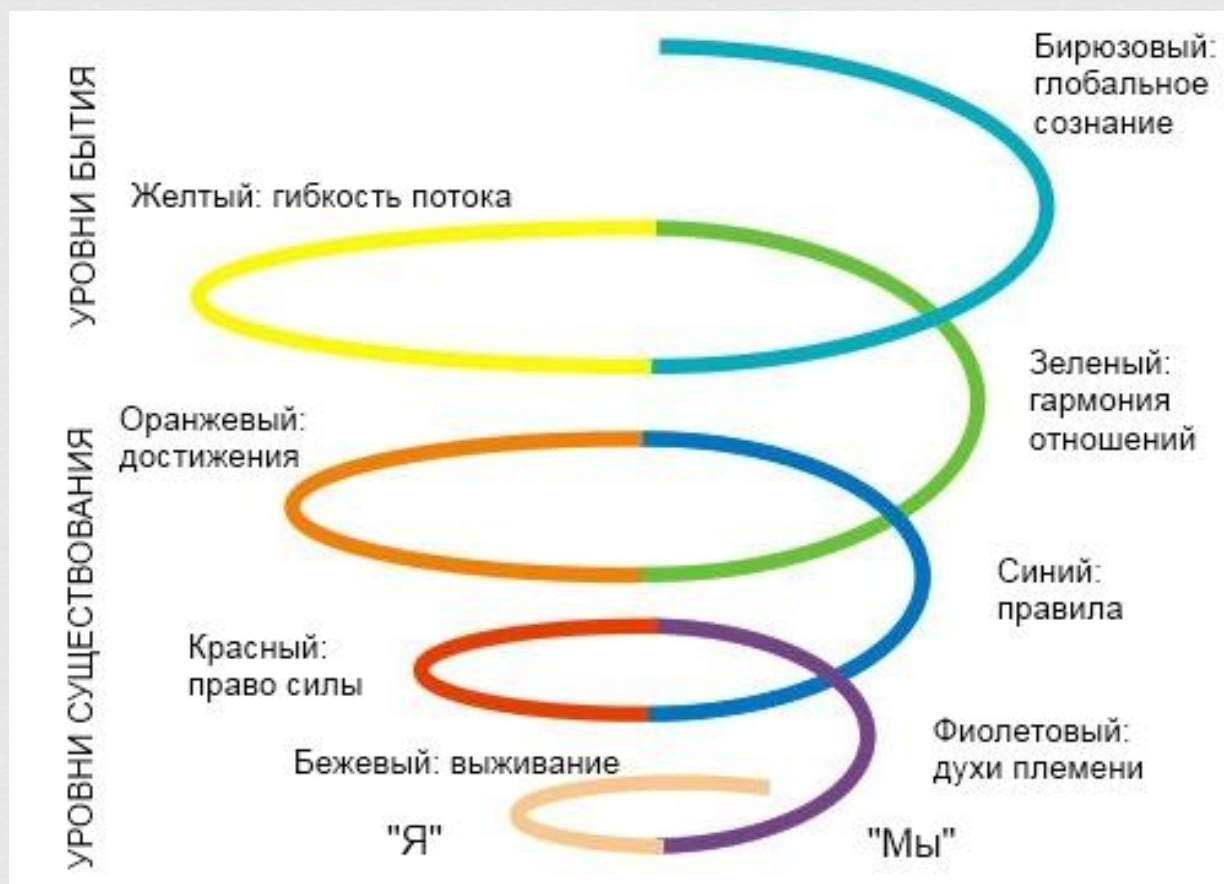 УРОВНИ БЫТИЯ
Бирюзовый:
глобальное
сознание
Желтый: гибкость потока
Зеленый:
гармония
отношений
УРОВНИ СУЩЕСТВОВАНИЯ
Оранжевый:
достижения
Синий:
правила
Красный:
право силы
Фиолетовый:
духи племени
Бежевый: выживание
"Я"
"Мы"